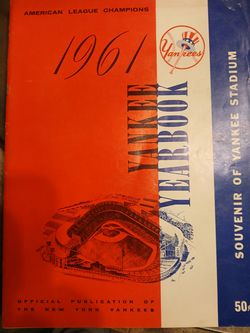 AMERICAN LEAGUE CHAMPIONS
1961
Yankees
YANKEE
YEARBOOK
SOUVENIR OF YANKEE STADIUM
50¢
OFFICIAL PUBLICATION OF
THE NEW YORK YANKEES